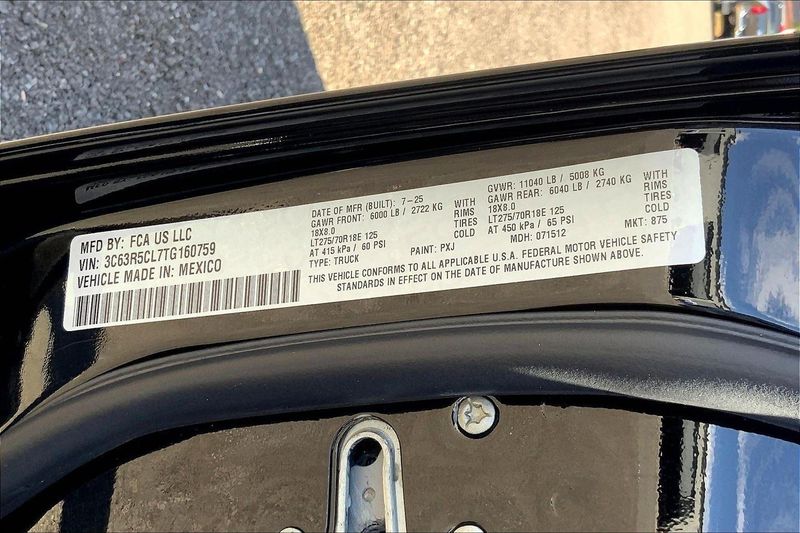 MFD BY: FCA US LLC
VIN: 3C63R5CL7TG160759
VEHICLE MADE IN: MEXICO
DATE OF MFR (BUILT): 7-25
GAWR FRONT: 6000 LB / 2722 KG
18X8.0
LT275/70R18E 125
AT 415 kPa / 60 PSI
TYPE: TRUCK
WITH
TIRES
RIMS
COLD
PAINT: PXJ
GVWR: 11040 LB / 5008 KG
GAWR REAR: 6040 LB / 2740 KG
18X8.0
LT275/70R18E 125
AT 450 kPa / 65 PSI
MDH: 071512
WITH
RIMS
TIRES
COLD
MKT: 875
THIS VEHICLE CONFORMS TO ALL APPLICABLE U.S.A. FEDERAL MOTOR VEHICLE SAFETY
STANDARDS IN EFFECT ON THE DATE OF MANUFACTURE SHOWN ABOVE.